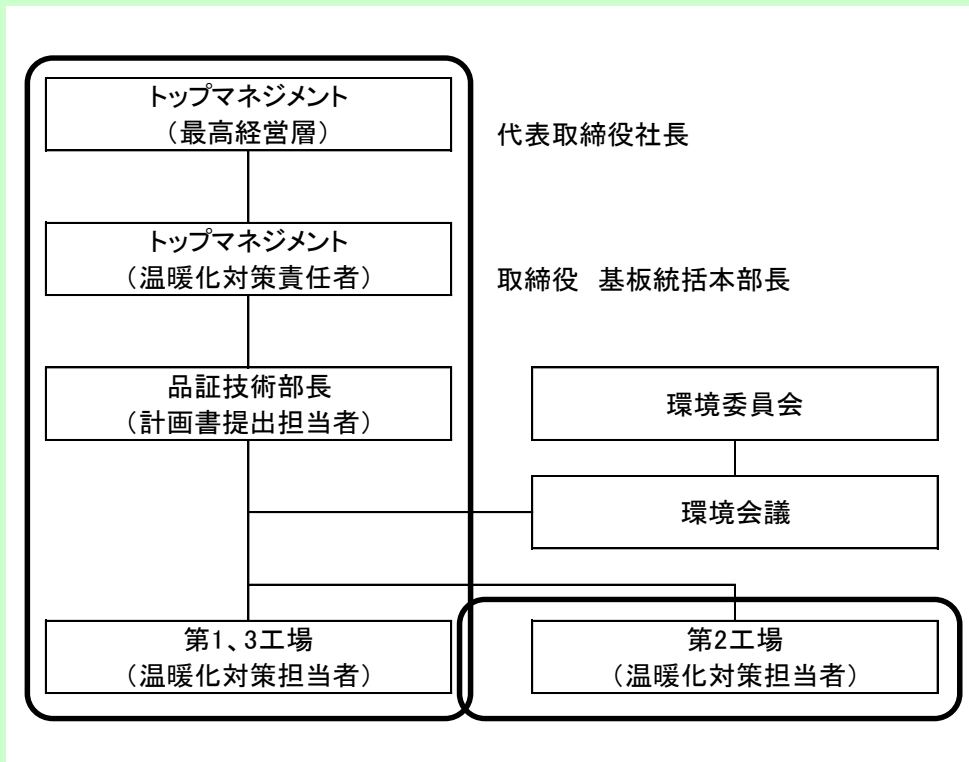 トップマネジメント
（最高経営層）
代表取締役社長
トップマネジメント
（温暖化対策責任者）
取締役　基板統括本部長
品証技術部長
（計画書提出担当者）
環境委員会
環境会議
第1、3工場
（温暖化対策担当者）
第2工場
（温暖化対策担当者）